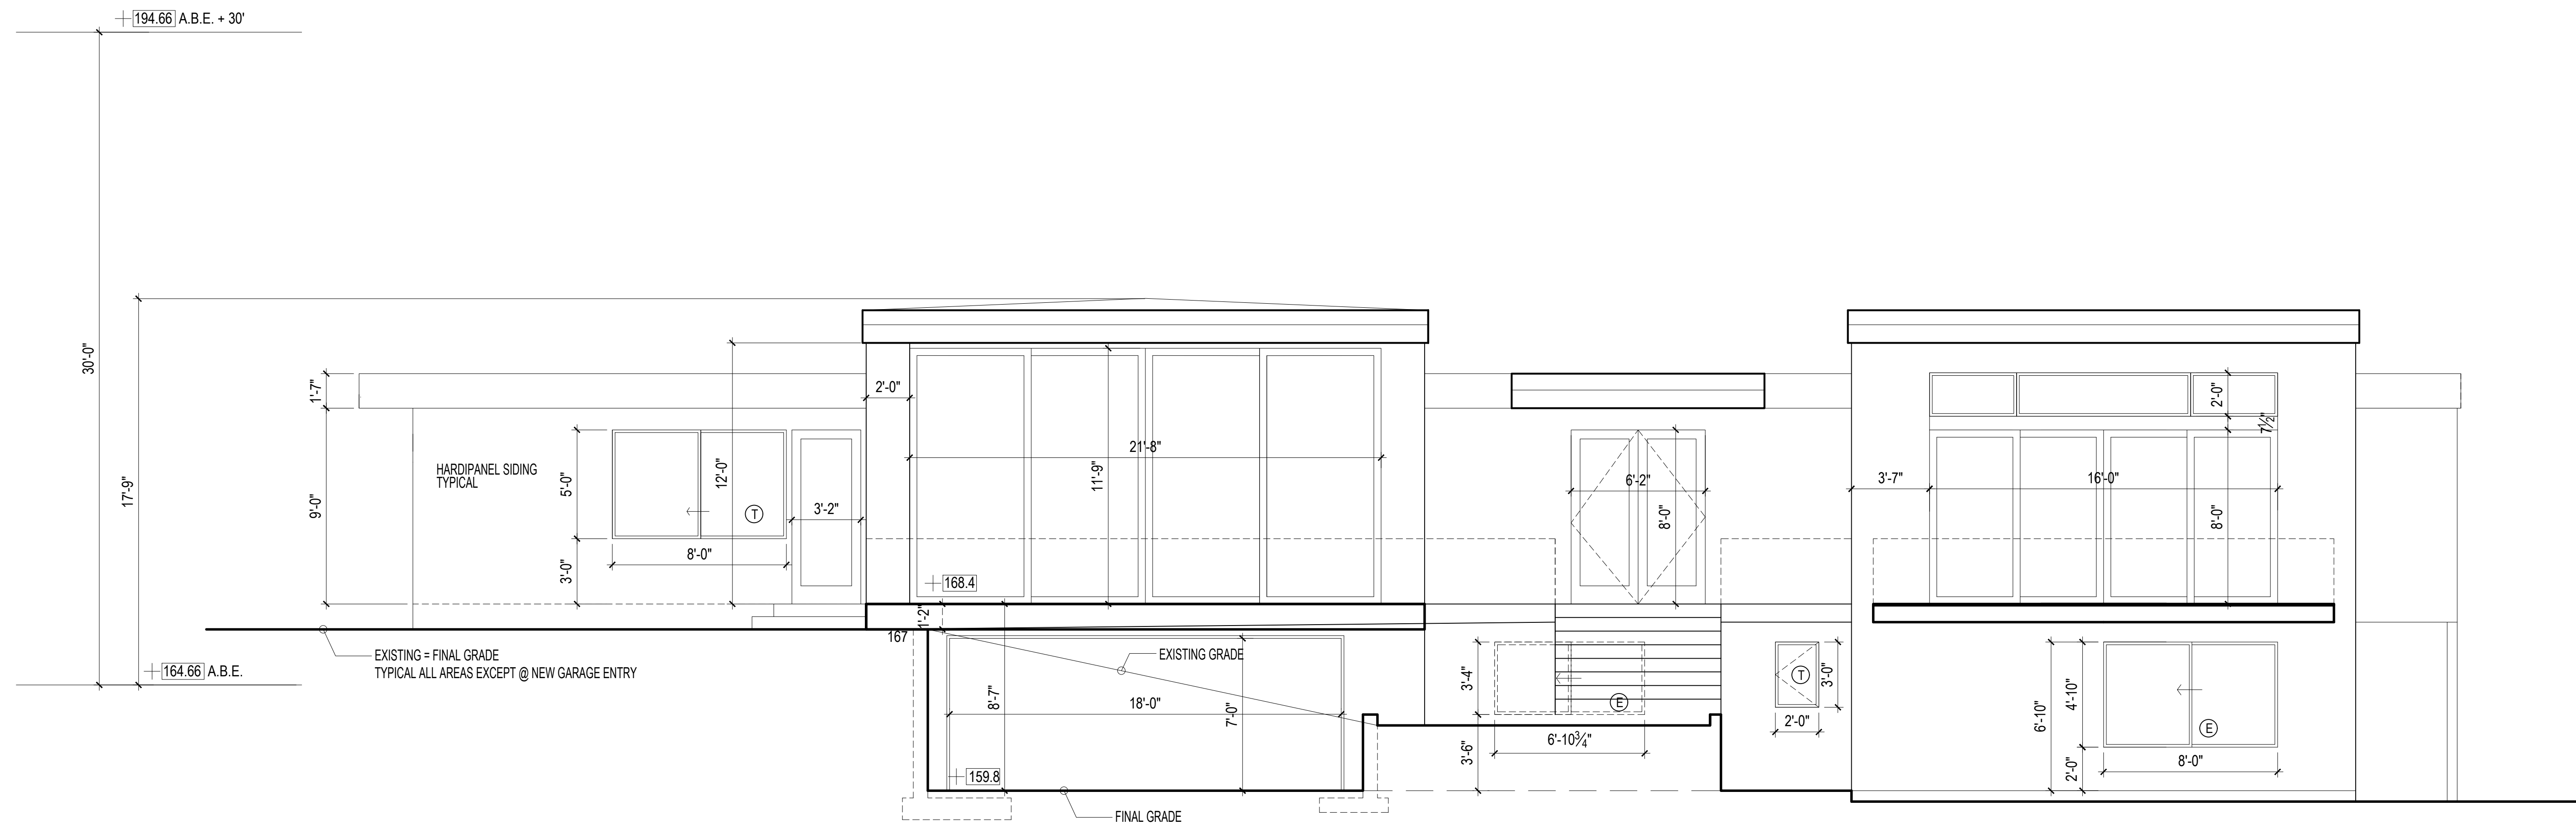 194.66 A.B.E. + 30'
30'-0"
17'-9"
1'-7"
9'-0"
HARDIPANEL SIDING
TYPICAL
5'-0"
3'-0"
8'-0"
T
3'-2"
12'-0"
2'-0"
21'-8"
11'-9"
168.4
1'-2"
167
EXISTING = FINAL GRADE
TYPICAL ALL AREAS EXCEPT @ NEW GARAGE ENTRY
164.66 A.B.E.
EXISTING GRADE
8'-7"
18'-0"
7'-0"
159.8
FINAL GRADE
6'-2"
8'-0"
3'-4"
3'-6"
E
6'-10¾"
T
3'-0"
2'-0"
3'-7"
16'-0"
2'-0"
7½"
8'-0"
6'-10"
4'-10"
2'-0"
E
8'-0"